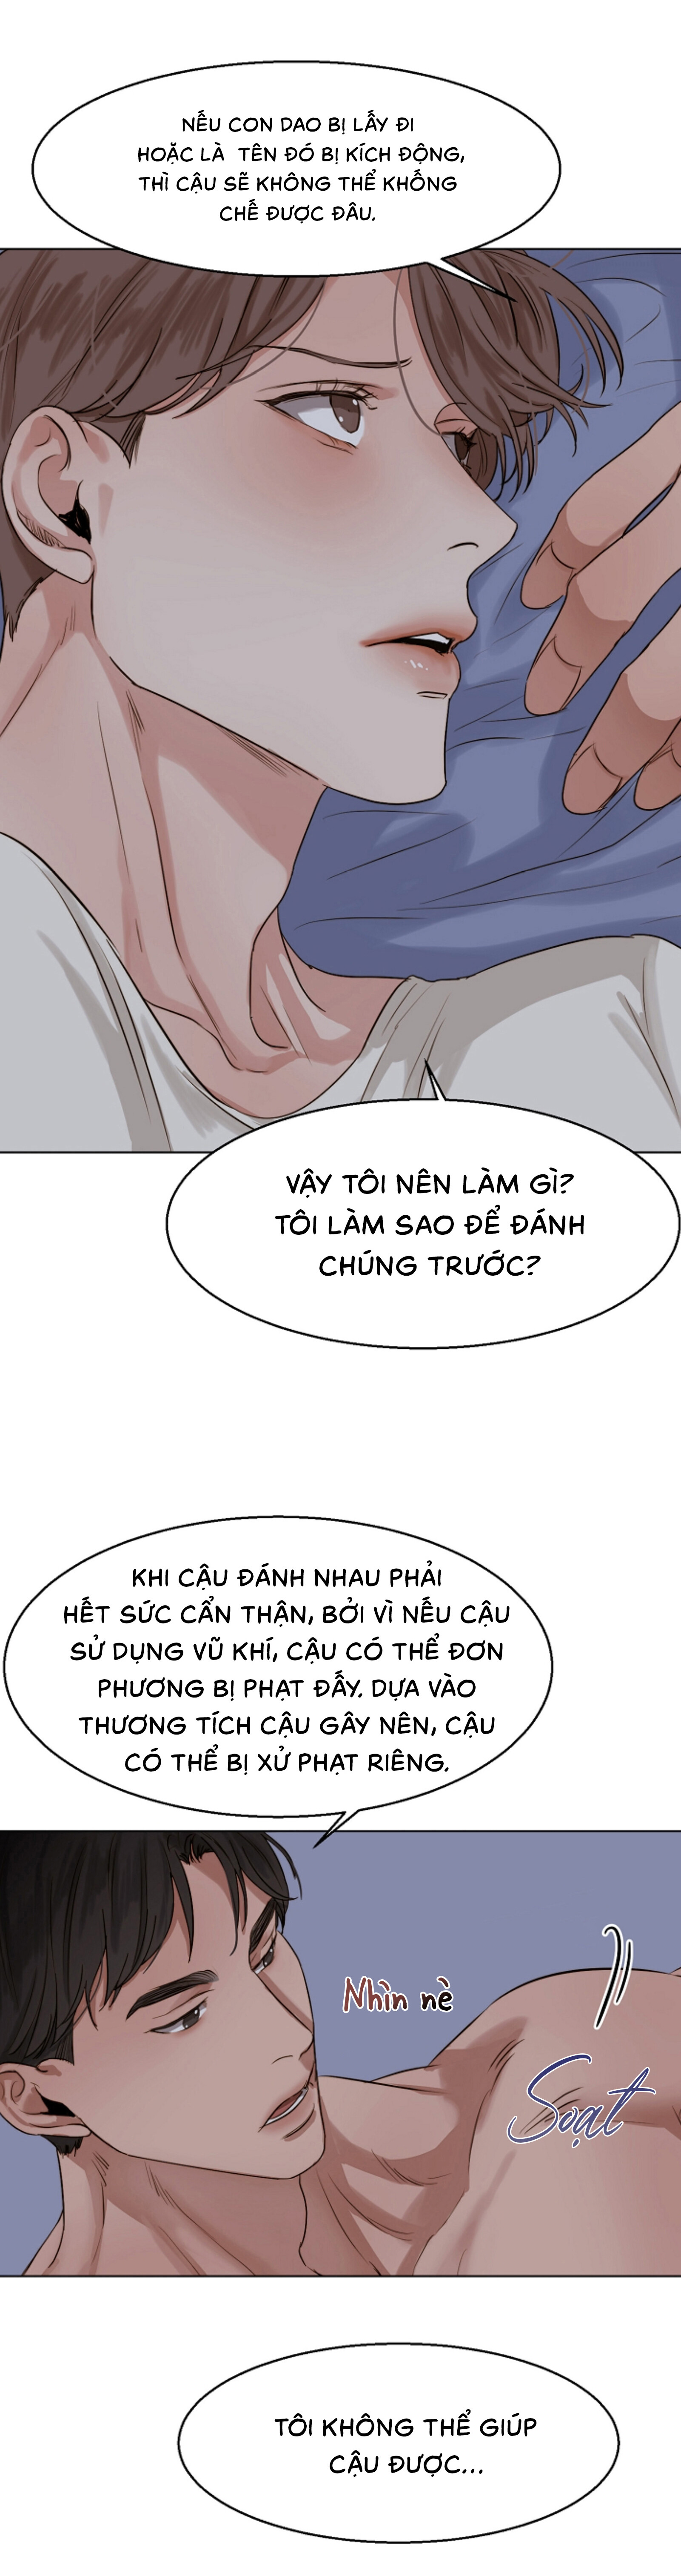 NẾU CON DAO BỊ LẤY ĐI
HOẶC LÀ TÊN ĐÓ BỊ KÍCH ĐỘNG,
THÌ CẬU SẼ KHÔNG THỂ KHỐNG
CHẾ ĐƯỢC ĐÂU.
VẬY TÔI NÊN LÀM GÌ?
TÔI LÀM SAO ĐỂ ĐÁNH
CHÚNG TRƯỚC?
KHI CẬU ĐÁNH NHAU PHẢI
HẾT SỨC CẨN THẬN, BỞI VÌ NẾU CẬU
SỬ DỤNG VŨ KHÍ, CẬU CÓ THỂ ĐƠN
PHƯƠNG BỊ PHẠT ĐẤY. DỰA VÀO
THƯƠNG TÍCH CẬU GÂY NÊN, CẬU
CÓ THỂ BỊ XỬ PHẠT RIÊNG.
Nhìn nè
Soạt
TÔI KHÔNG THỂ GIÚP
CẬU ĐƯỢC...